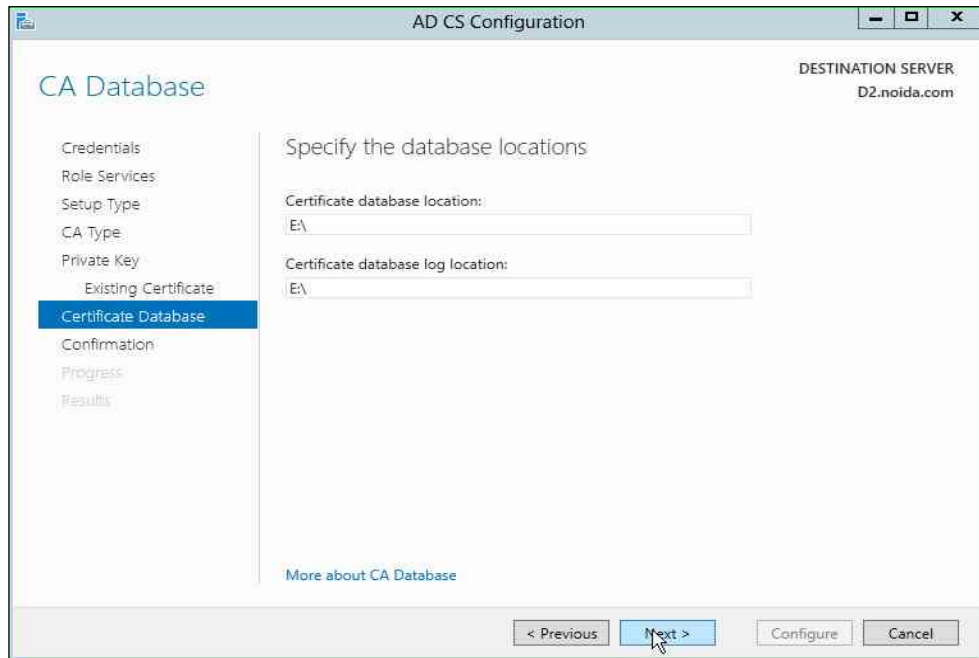 AD CS Configuration
CA Database
DESTINATION SERVER
D2.noida.com
Credentials
Role Services
Setup Type
CA Type
Private Key
Existing Certificate
Certificate Database
Confirmation
Progress
Results
Specify the database locations
Certificate database location:
E:\
Certificate database log location:
E:\
More about CA Database
< Previous
Next >
Configure
Cancel